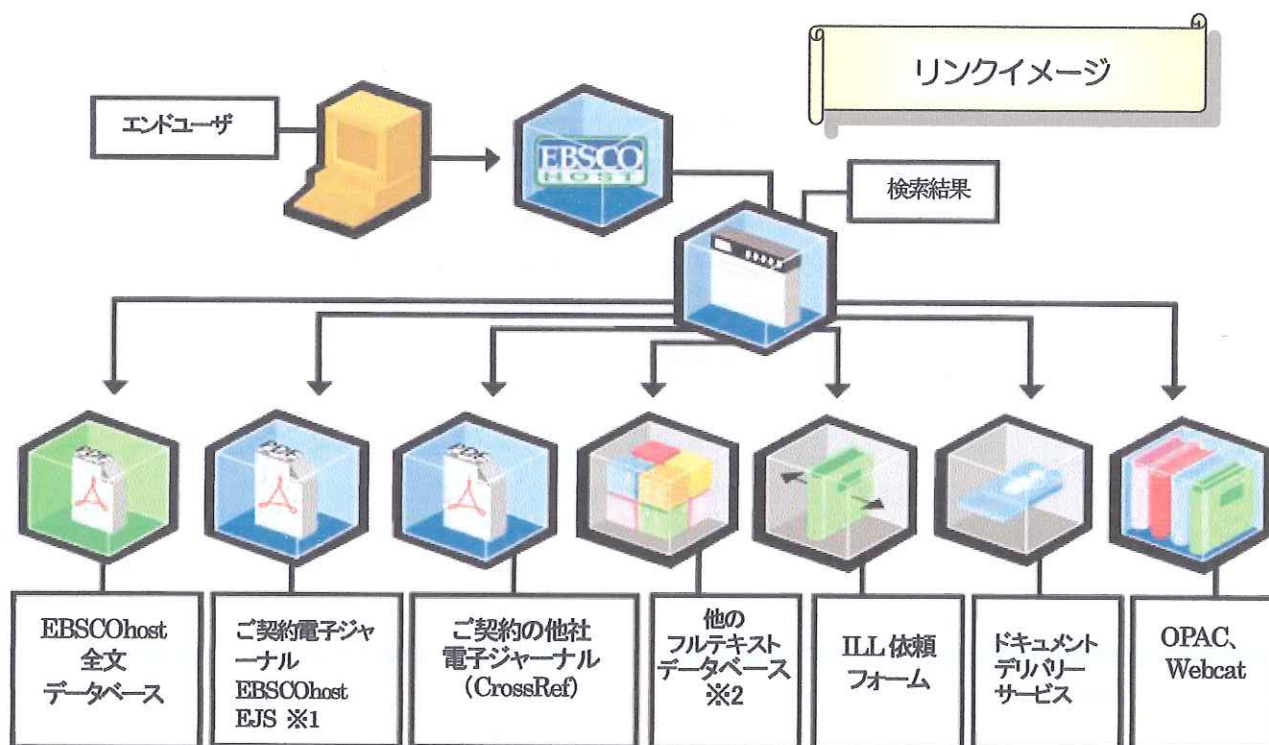 リンクイメージ
エンドユーザ
EBSCO
HOST
検索結果
PDF
PDF
PDF
EBSCOhost
全文
データベース
ご契約電子ジャ
ーナル
EBSCOhost
EJS ※1
ご契約の他社
電子ジャーナル
(CrossRef)
他の
フルテキスト
データベース
※2
ILL 依頼
フォーム
ドキュメント
デリバリー
サービス
OPAC、
Webcat